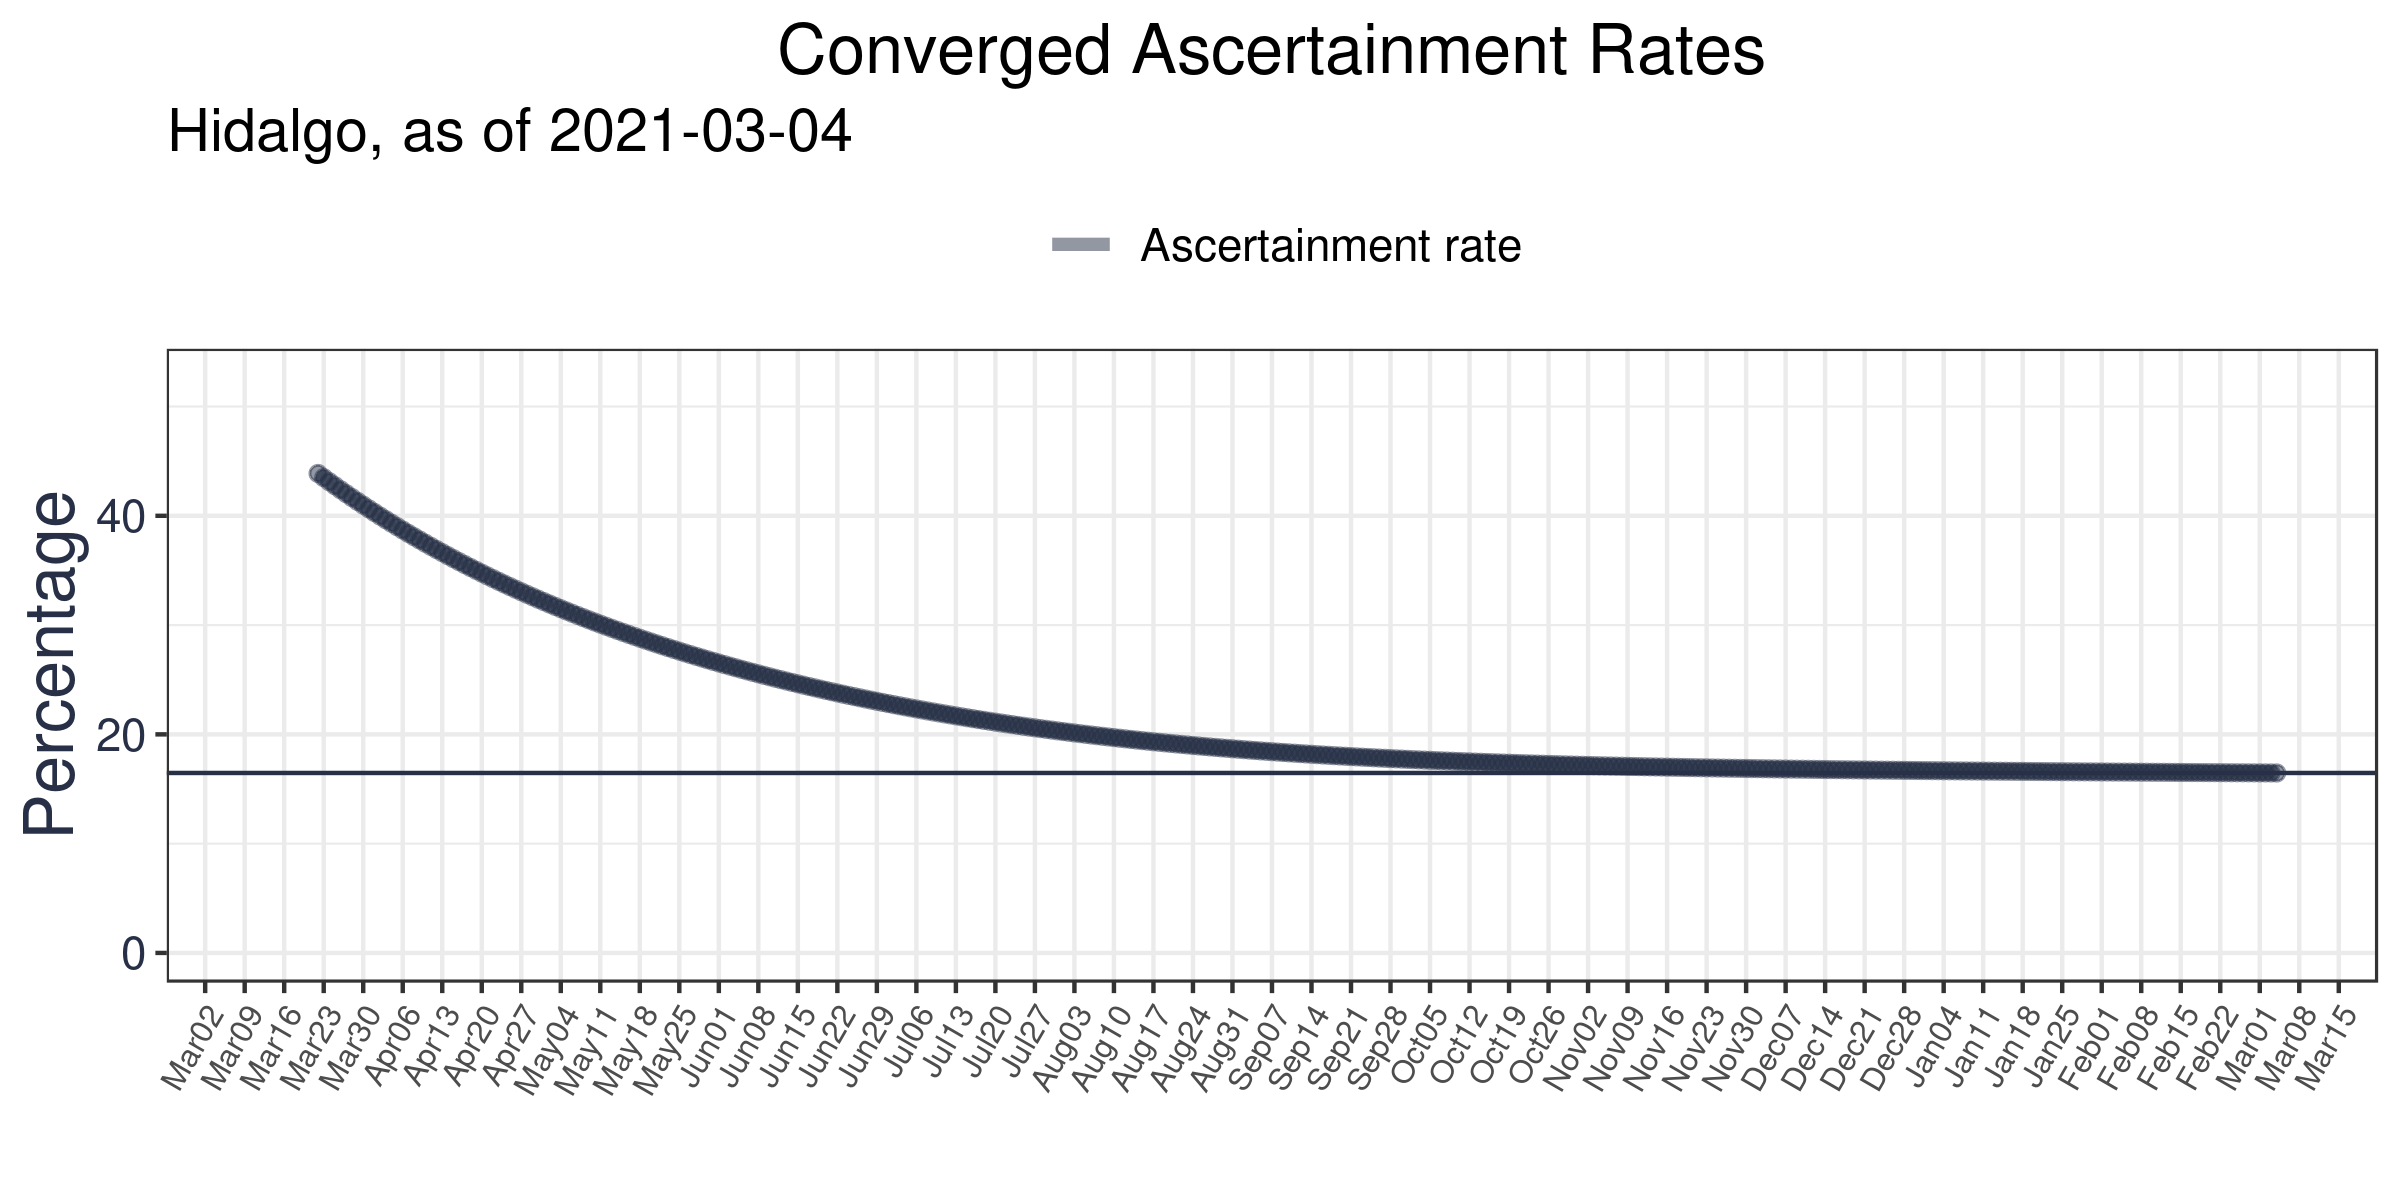 Converged Ascertainment Rates
Hidalgo, as of 2021-03-04
Ascertainment rate
Percentage
40
20
0
Mar02
Mar09
Mar16
Mar23
Mar30
Apr06
Apr13
Apr20
Apr27
May04
May11
May18
May25
Jun01
Jun08
Jun15
Jun22
Jun29
Jul06
Jul13
Jul20
Jul27
Aug03
Aug10
Aug17
Aug24
Aug31
Sep07
Sep14
Sep21
Sep28
Oct05
Oct12
Oct19
Oct26
Nov02
Nov09
Nov16
Nov23
Nov30
Dec07
Dec14
Dec21
Dec28
Jan04
Jan11
Jan18
Jan25
Feb01
Feb08
Feb15
Feb22
Mar01
Mar08
Mar15